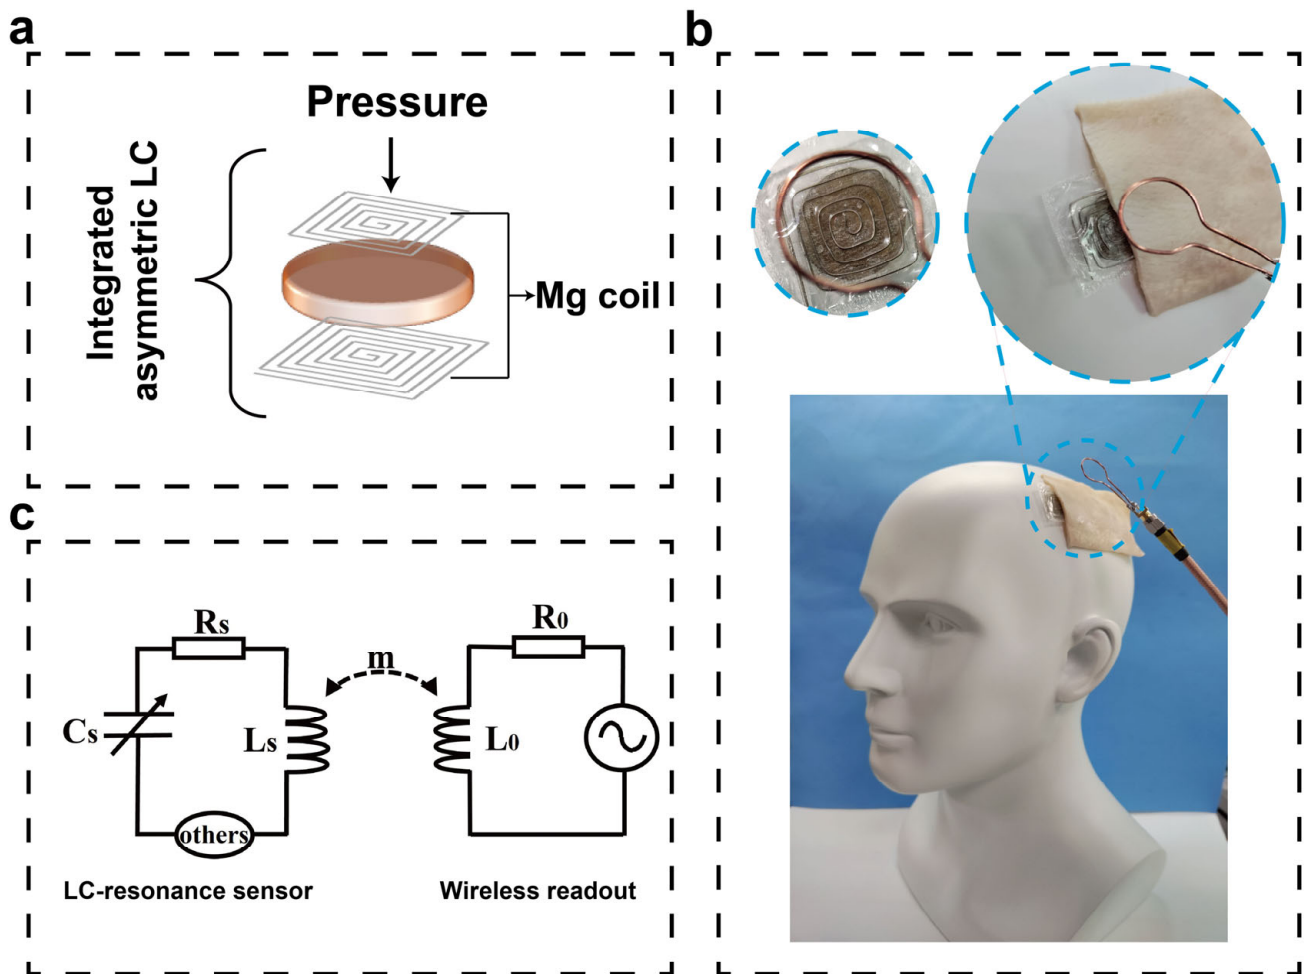 a
Pressure
Integrated
asymmetric LC
Mg coil
b
c
Rs
Cs
Ls
others
m
R0
L0
LC-resonance sensor
Wireless readout